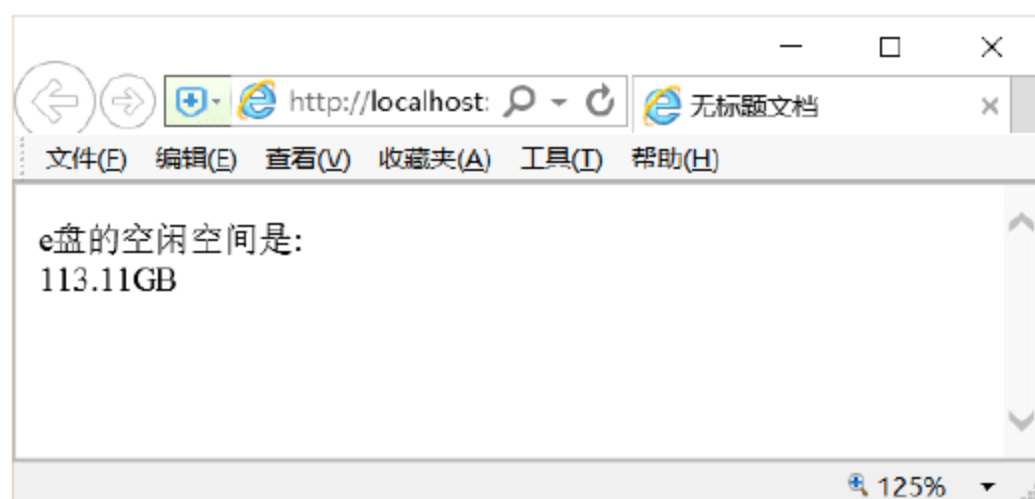 http://localhost:
无标题文档
文件(F) 编辑(E) 查看(V) 收藏夹(A) 工具(T) 帮助(H)
e盘的空闲空间是:
113.11GB
125%